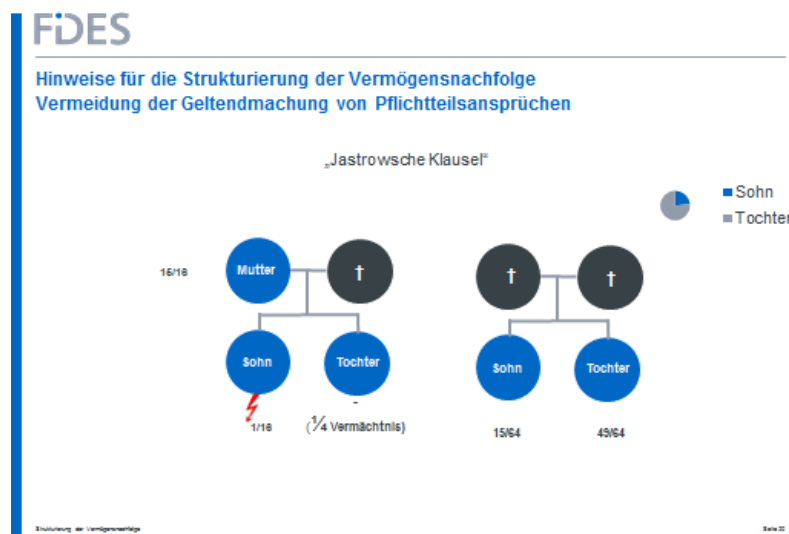 FiDES
Hinweise für die Strukturierung der Vermögensnachfolge
Vermeidung der Geltendmachung von Pflichtteilsansprüchen
„Jastrowsche Klausel“
Sohn
Tochter
15/16 Mutter † † †
Sohn Tochter Sohn Tochter
-
1/16 (¼ Vermächtnis) 15/64 49/64
Strukturierung der Vermögensnachfolge